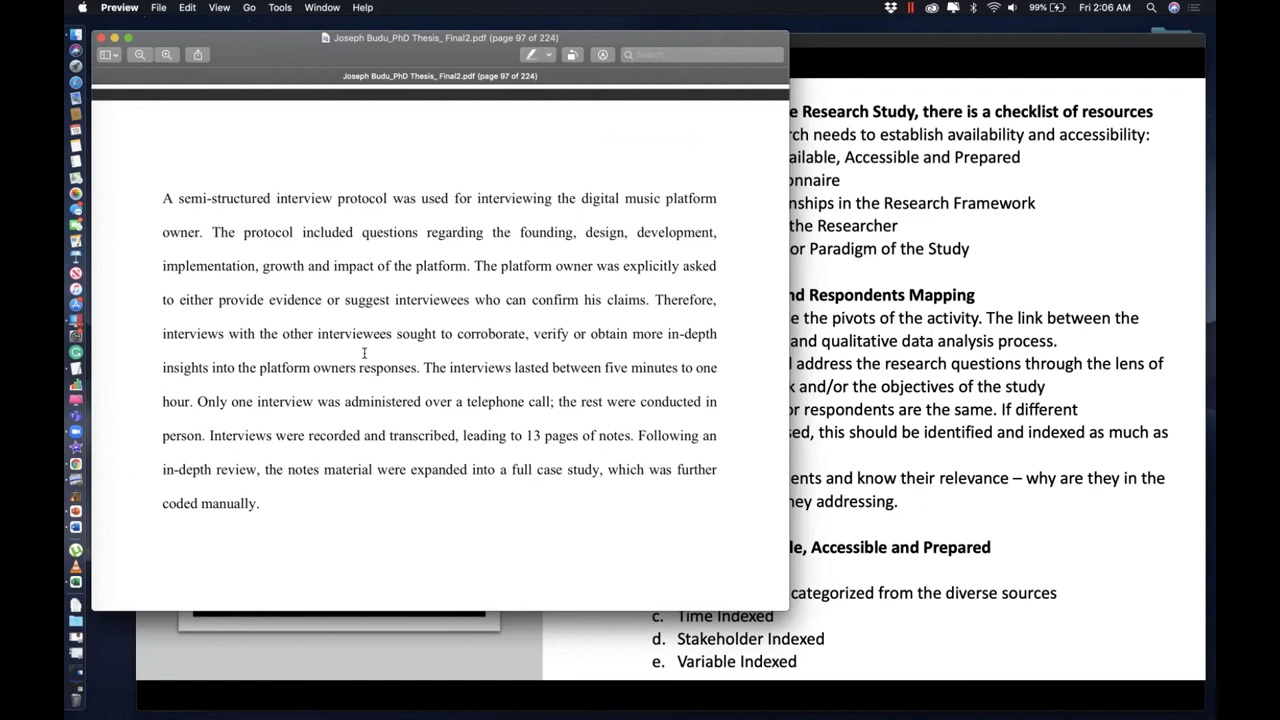 Preview File Edit View Go Tools Window Help 99% Fri 2:06 AM
Joseph Budu_PhD Thesis_ Final2.pdf (page 97 of 224)
Search
Joseph Budu_PhD Thesis_ Final2.pdf (page 97 of 224)
A semi-structured interview protocol was used for interviewing the digital music platform
owner. The protocol included questions regarding the founding, design, development,
implementation, growth and impact of the platform. The platform owner was explicitly asked
to either provide evidence or suggest interviewees who can confirm his claims. Therefore,
interviews with the other interviewees sought to corroborate, verify or obtain more in-depth
insights into the platform owners responses. The interviews lasted between five minutes to one
hour. Only one interview was administered over a telephone call; the rest were conducted in
person. Interviews were recorded and transcribed, leading to 13 pages of notes. Following an
in-depth review, the notes material were expanded into a full case study, which was further
coded manually.
e Research Study, there is a checklist of resources
rch needs to establish availability and accessibility:
ailable, Accessible and Prepared
onnaire
nships in the Research Framework
the Researcher
or Paradigm of the Study
nd Respondents Mapping
e the pivots of the activity. The link between the
and qualitative data analysis process.
d address the research questions through the lens of
k and/or the objectives of the study
or respondents are the same. If different
sed, this should be identified and indexed as much as
ents and know their relevance – why are they in the
hey addressing.
le, Accessible and Prepared
categorized from the diverse sources
c. Time Indexed
d. Stakeholder Indexed
e. Variable Indexed